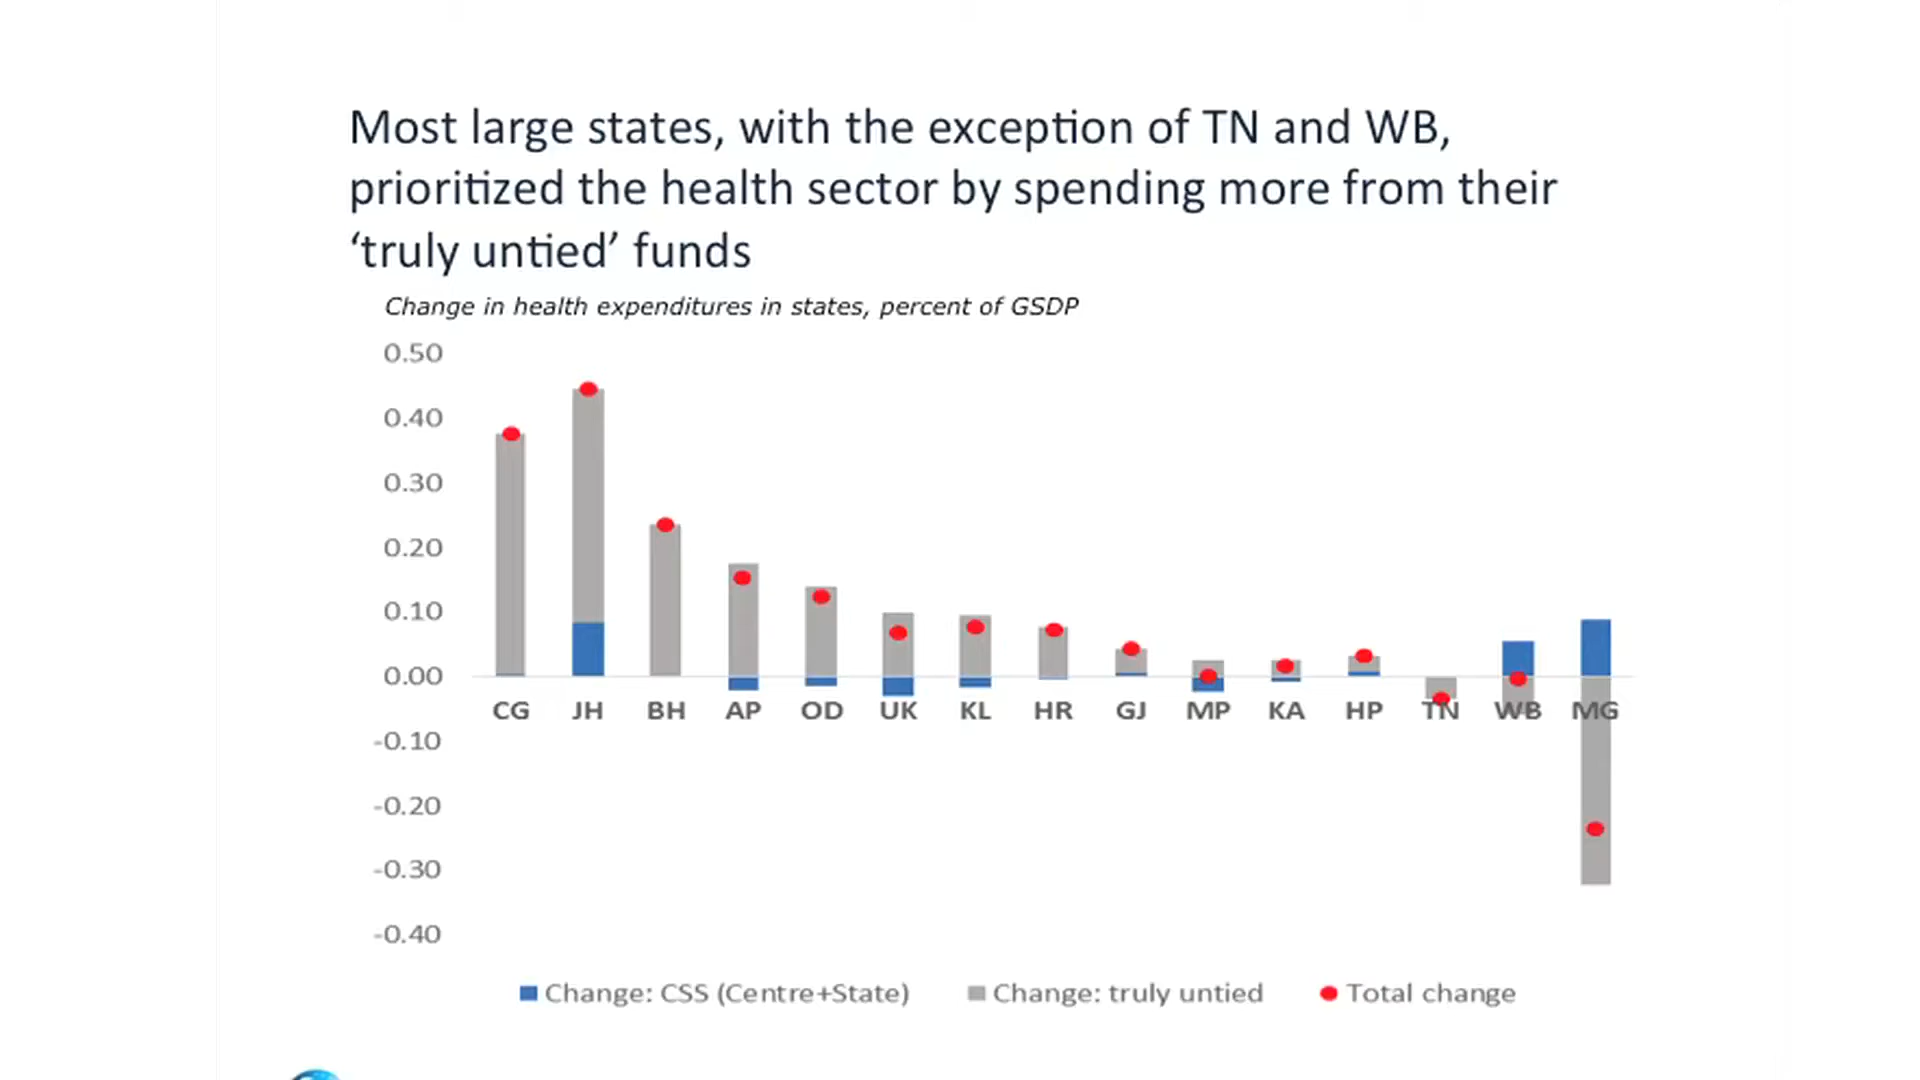 Most large states, with the exception of TN and WB,
prioritized the health sector by spending more from their
‘truly untied’ funds
Change in health expenditures in states, percent of GSDP
0.50
0.40
0.30
0.20
0.10
0.00
CG JH BH AP OD UK KL HR GJ MP KA HP TN WB MG
-0.10
-0.20
-0.30
-0.40
Change: CSS (Centre+State) Change: truly untied Total change